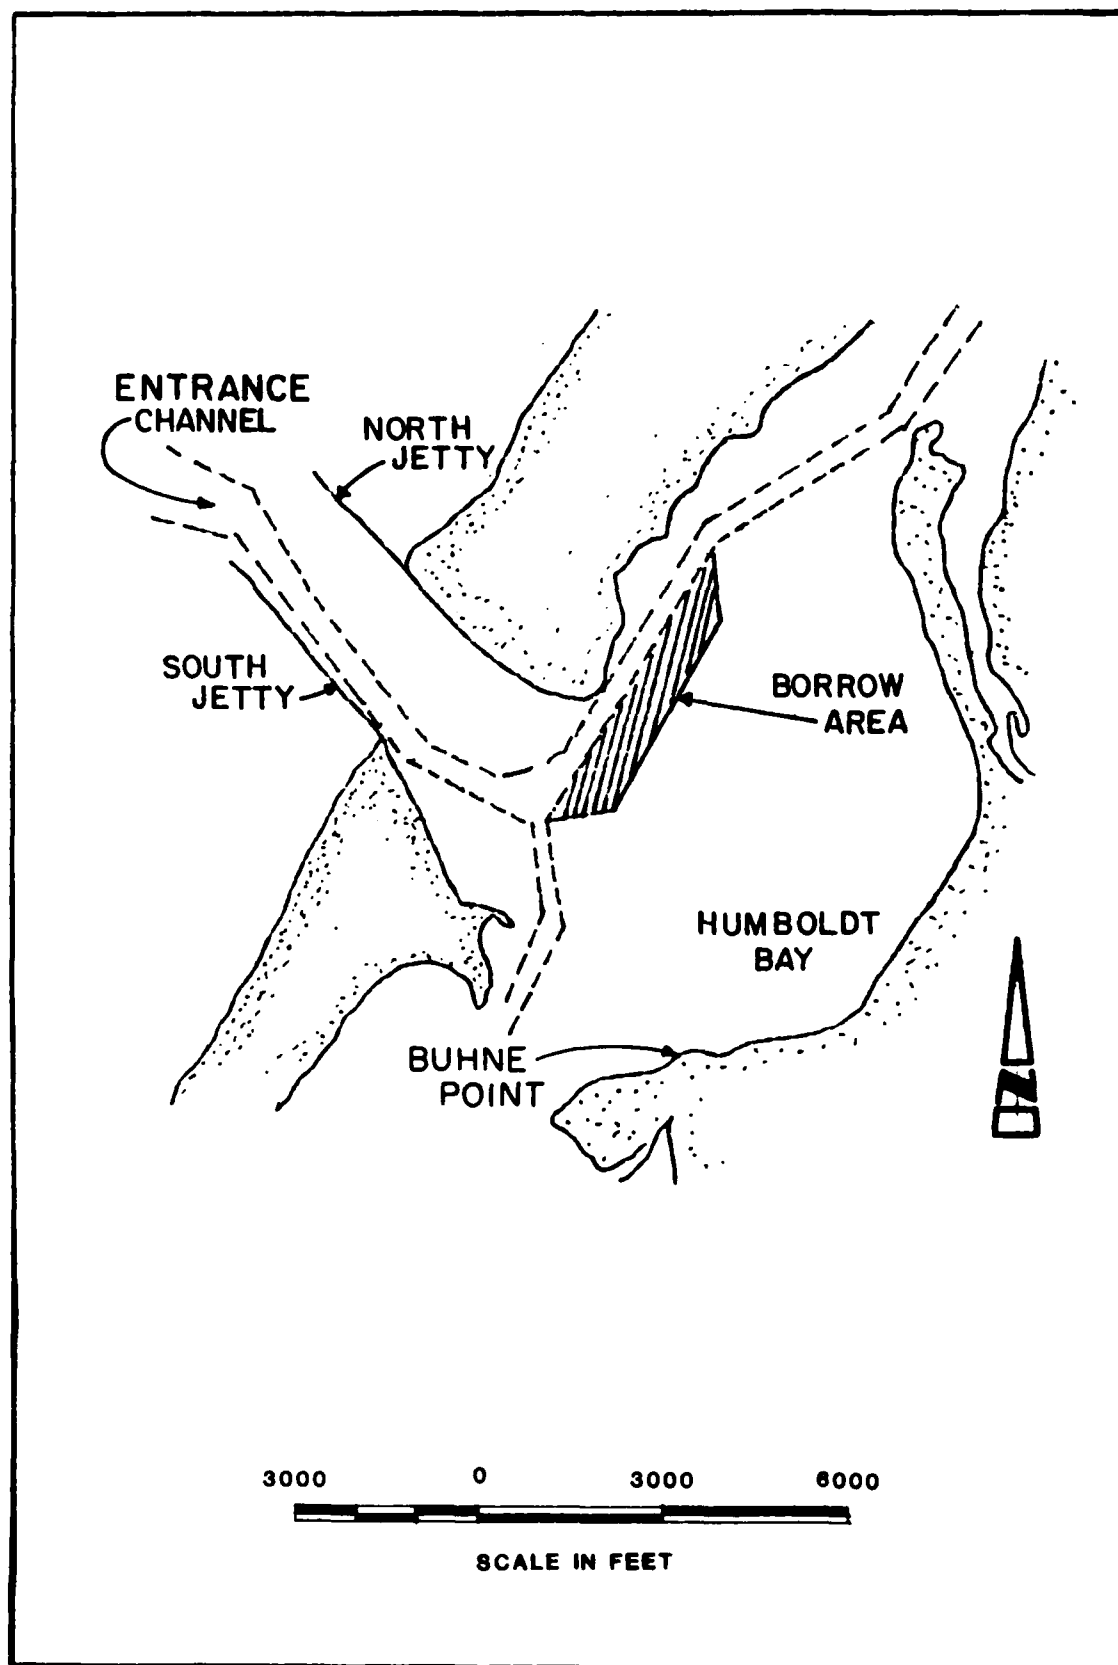 ENTRANCE
CHANNEL
NORTH
JETTY
SOUTH
JETTY
BORROW
AREA
HUMBOLDT
BAY
BUHNE
POINT
N
3000 0 3000 6000
SCALE IN FEET